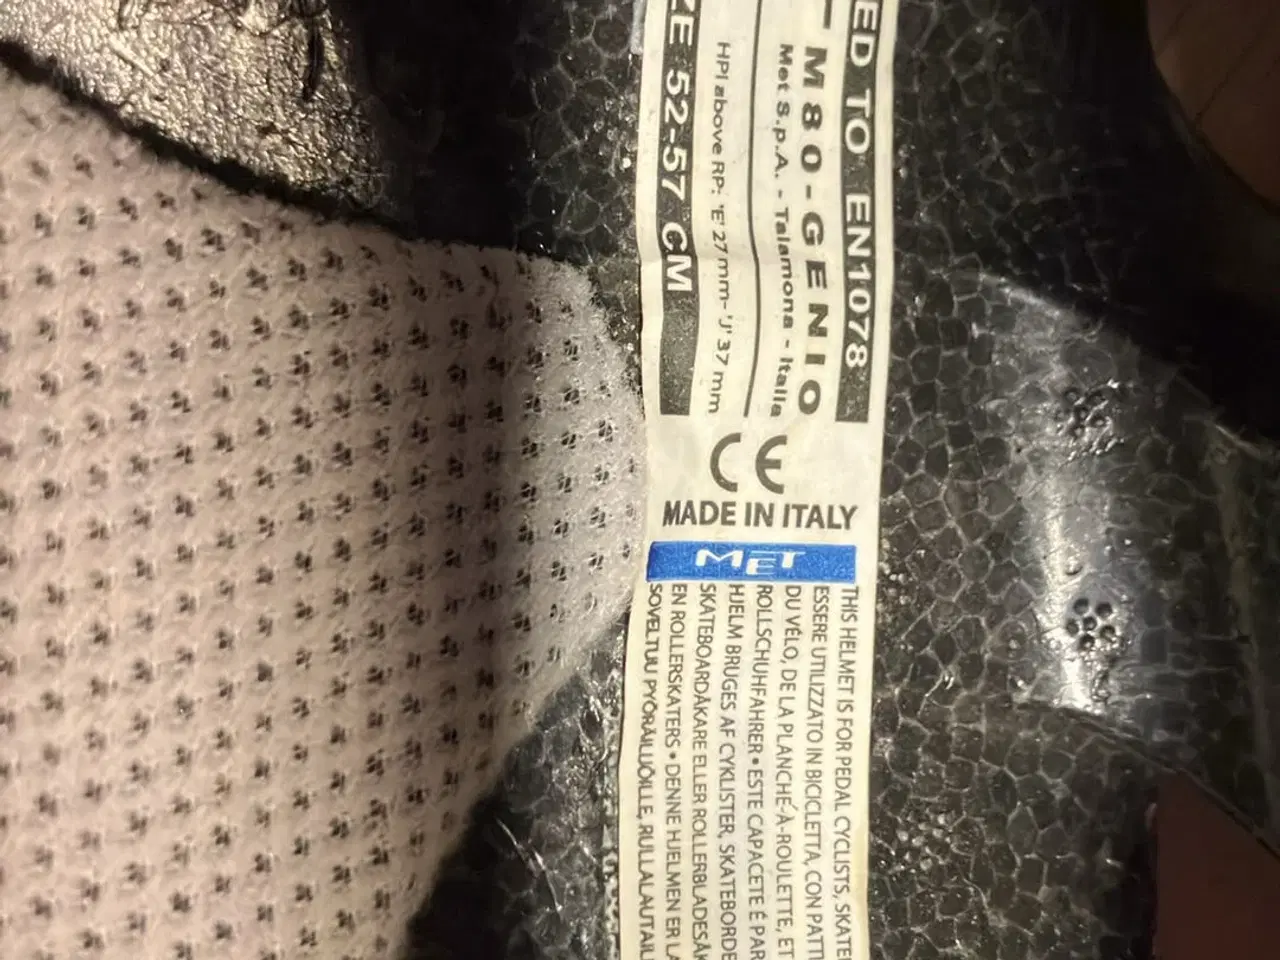 ED TO EN1078
M80-GENIO
Met S.p.A. - Talamona - Italia
HPI above RP: 'E' 27mm- 'J' 37 mm
ZE 52-57 CM
CE
MADE IN ITALY
MET
THIS HELMET IS FOR PEDAL CYCLISTS, SKATE
ESSERE UTILIZZATO IN BICICLETTA, CON PATTI
DU VÉLO, DE LA PLANCHE-À-ROULETTE, ET
ROLLSCHUHFAHRER • ESTE CAPACETE É PAR
HJELM BRUGES AF CYKLISTER, SKATEBORDE
SKATEBOARDÅKARE ELLER ROLLERBLADESÅK
EN ROLLERSKATERS • DENNE HJELMEN ER LA
SOVELTUU PYÖRÄILIJÖILLE, RULLALAUTAIL